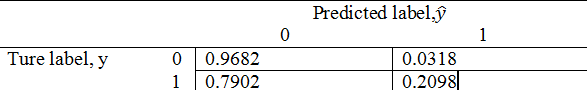 Predicted label,ŷ
0 1
Ture label, y 0 0.9682 0.0318
1 0.7902 0.2098